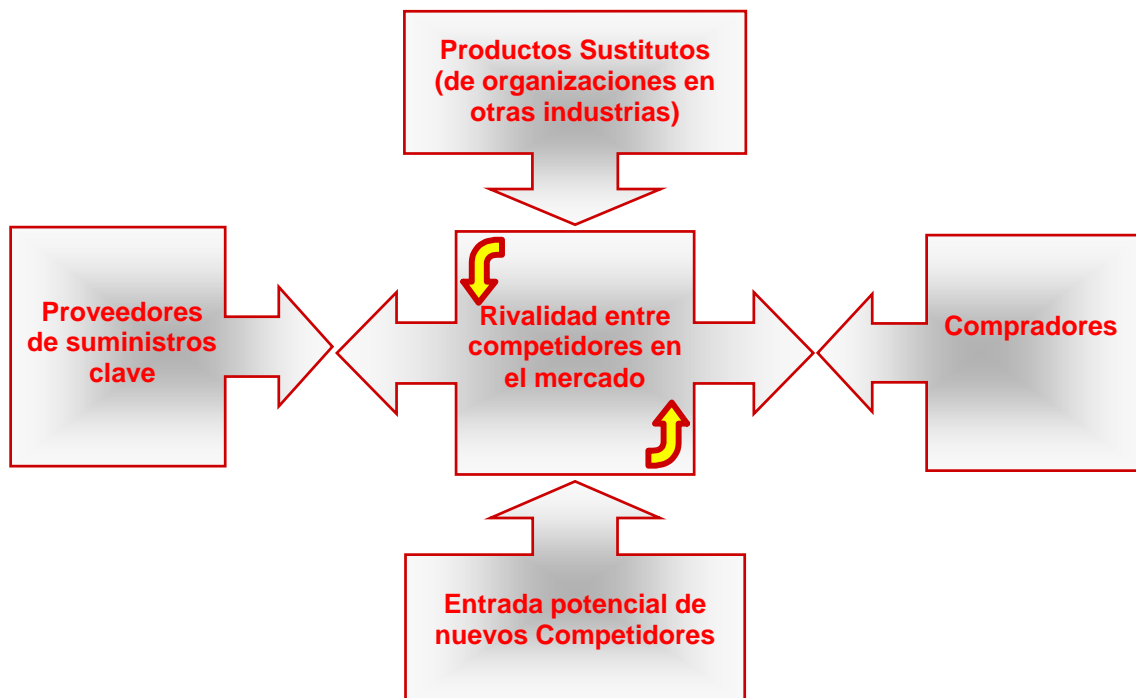 Productos Sustitutos
(de organizaciones en
otras industrias)
Proveedores
de suministros
clave
Rivalidad entre
competidores en
el mercado
Compradores
Entrada potencial de
nuevos Competidores